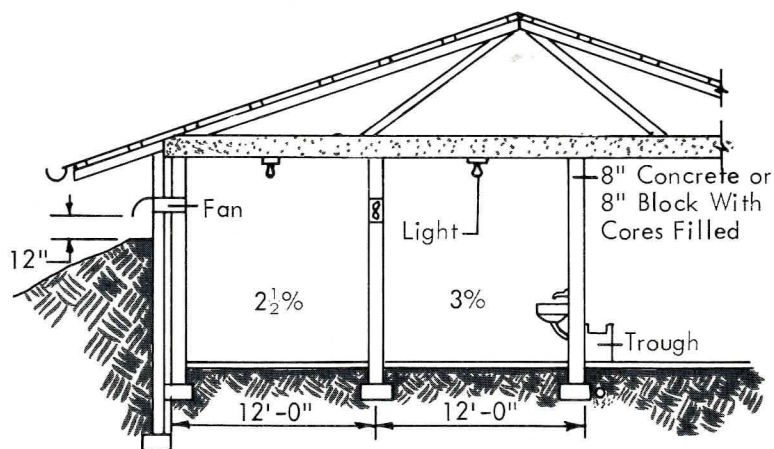 Fan
8" Concrete or
8" Block With
Cores Filled
Light
12"
2½%
3%
Trough
12'-0"
12'-0"